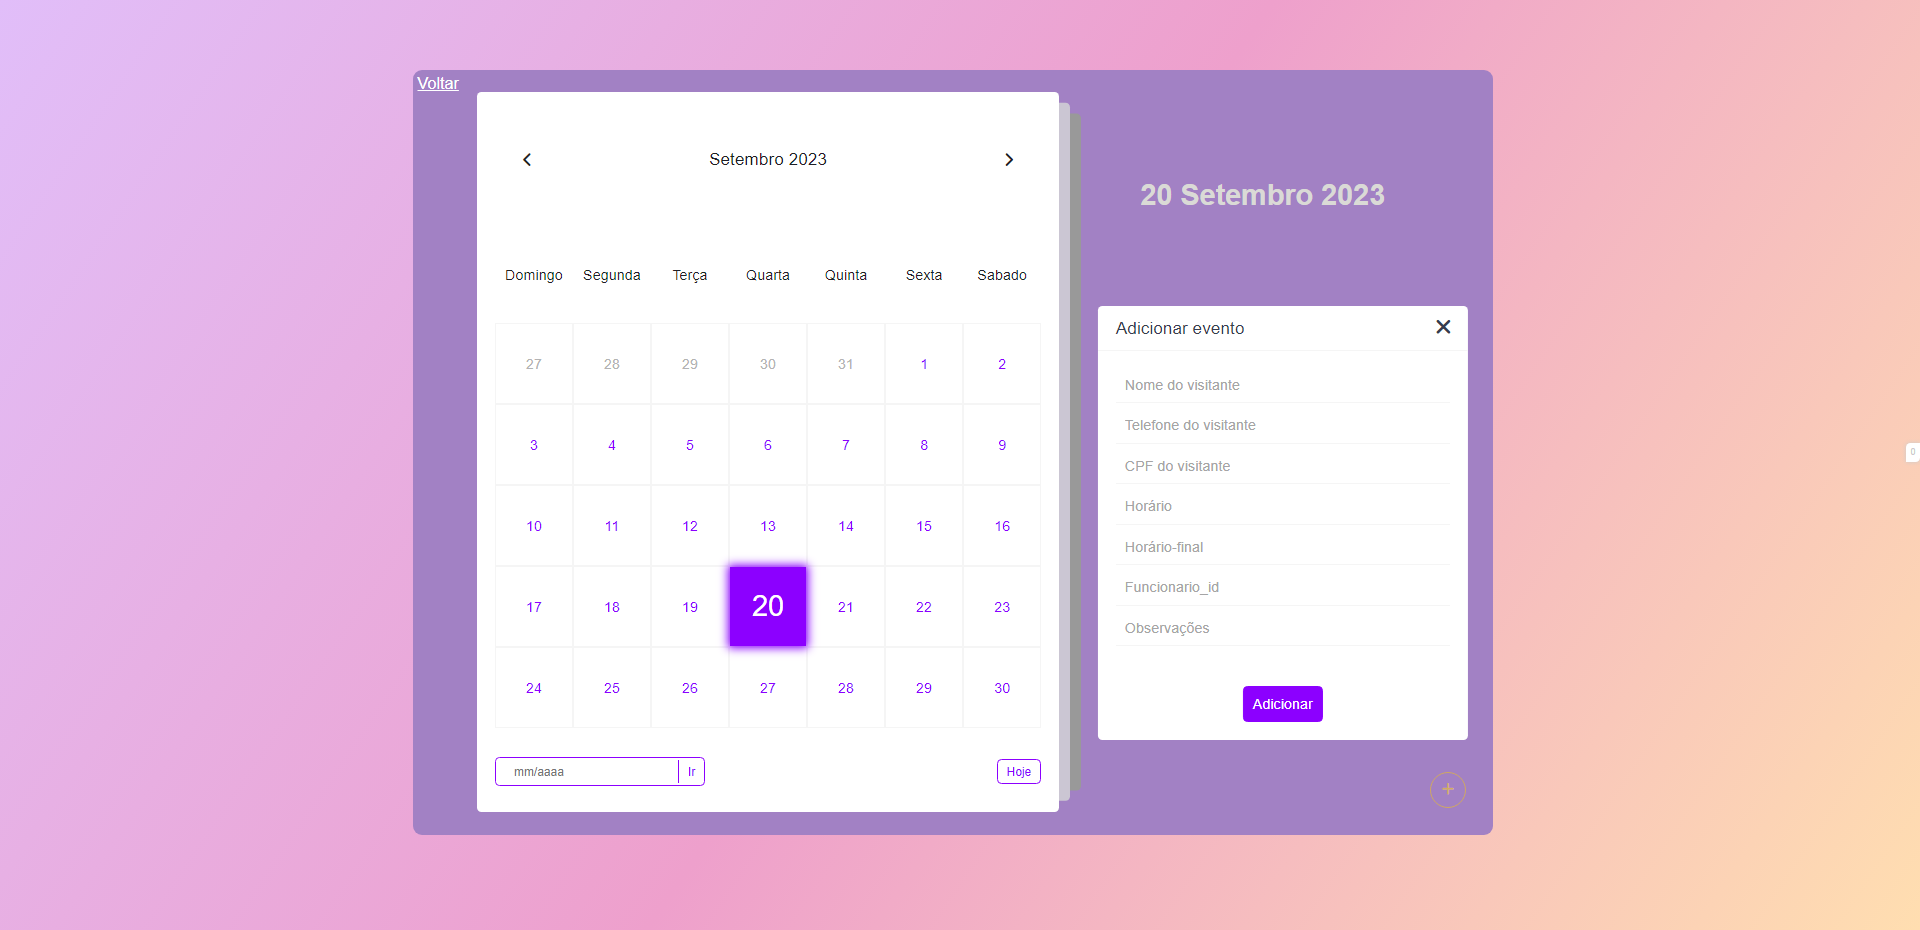 Voltar
Setembro 2023
Domingo Segunda Terça Quarta Quinta Sexta Sabado
27 28 29 30 31 1 2
3 4 5 6 7 8 9
10 11 12 13 14 15 16
17 18 19 20 21 22 23
24 25 26 27 28 29 30
mm/aaaa Ir Hoje
20 Setembro 2023
Adicionar evento
Nome do visitante
Telefone do visitante
CPF do visitante
Horário
Horário-final
Funcionario_id
Observações
Adicionar
+
0